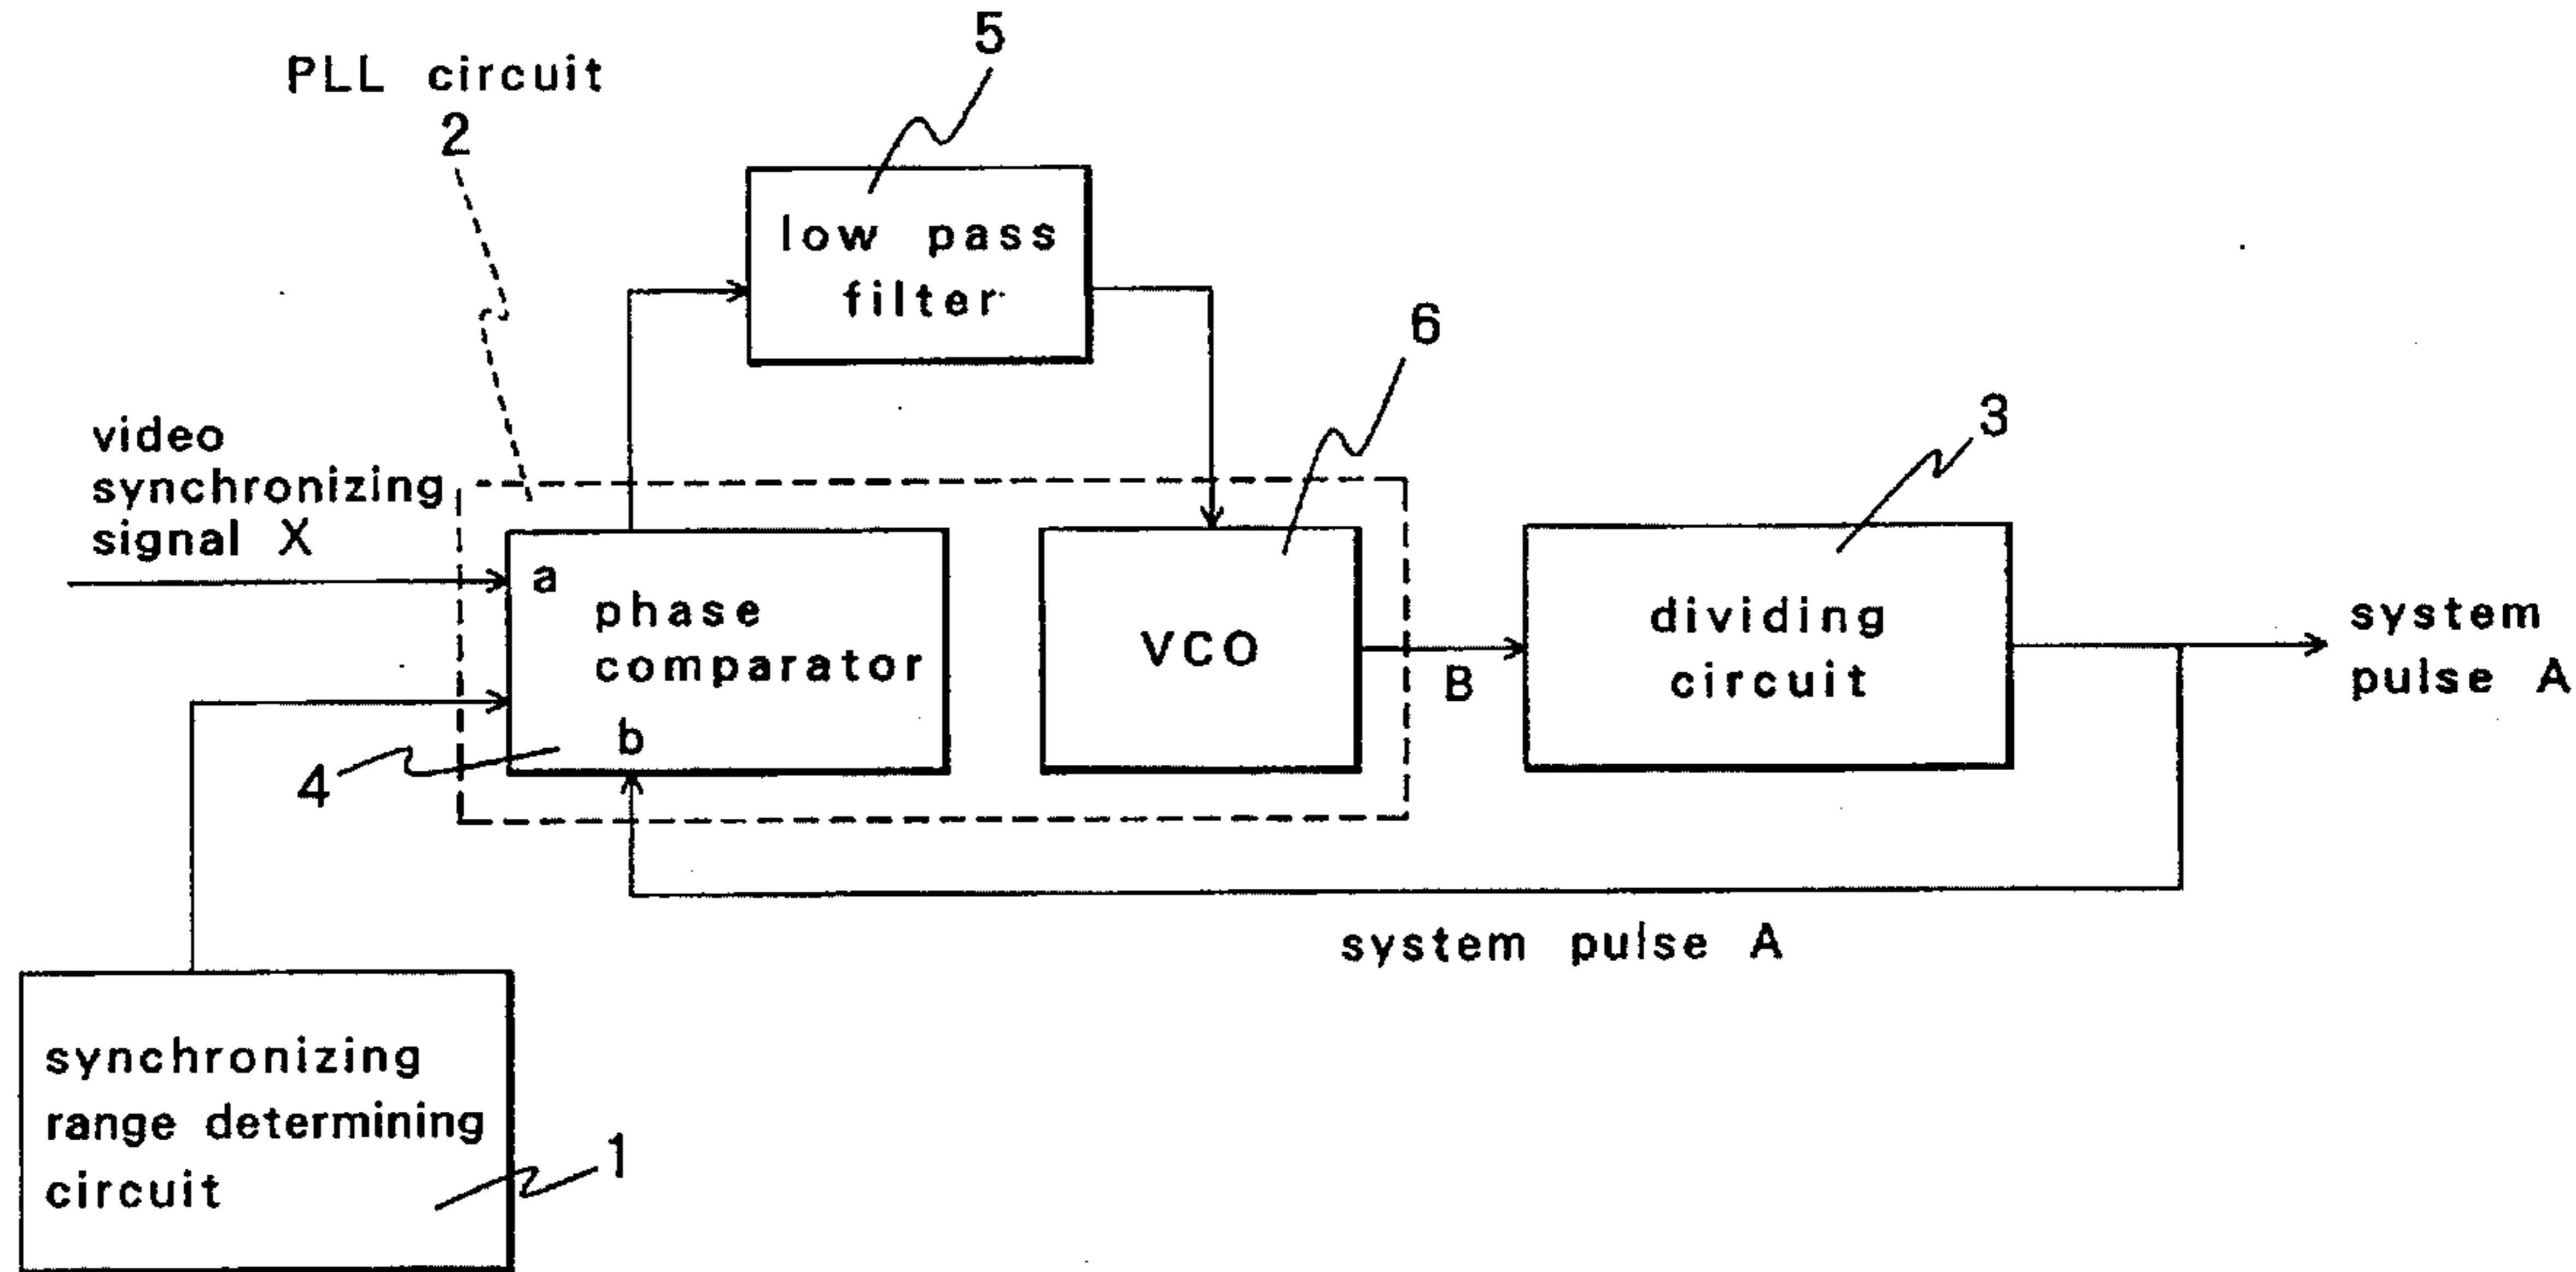 5
PLL circuit
2
low pass
filter
6
3
video
synchronizing
signal X
a
phase
comparator
b
4
VCO
B
dividing
circuit
system
pulse A
system pulse A
synchronizing
range determining
circuit
1